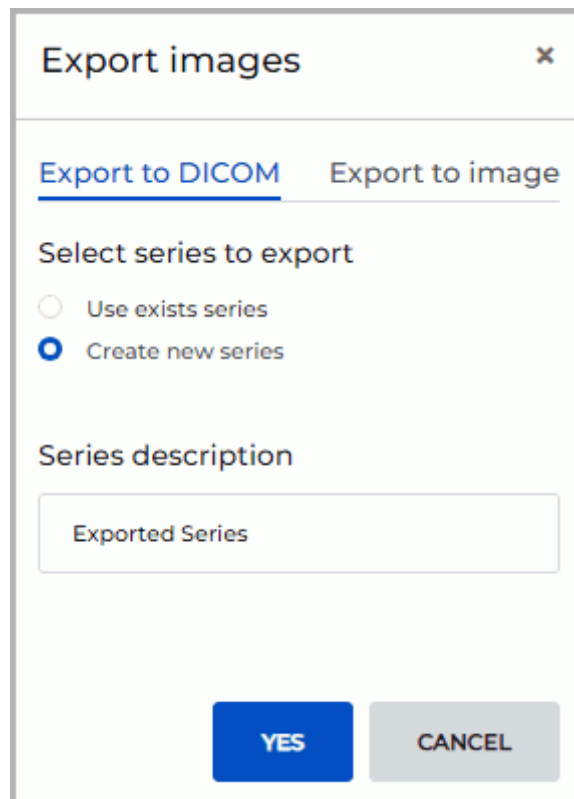 Export images ×
Export to DICOM Export to image
Select series to export
Use exists series
Create new series
Series description
Exported Series
YES CANCEL